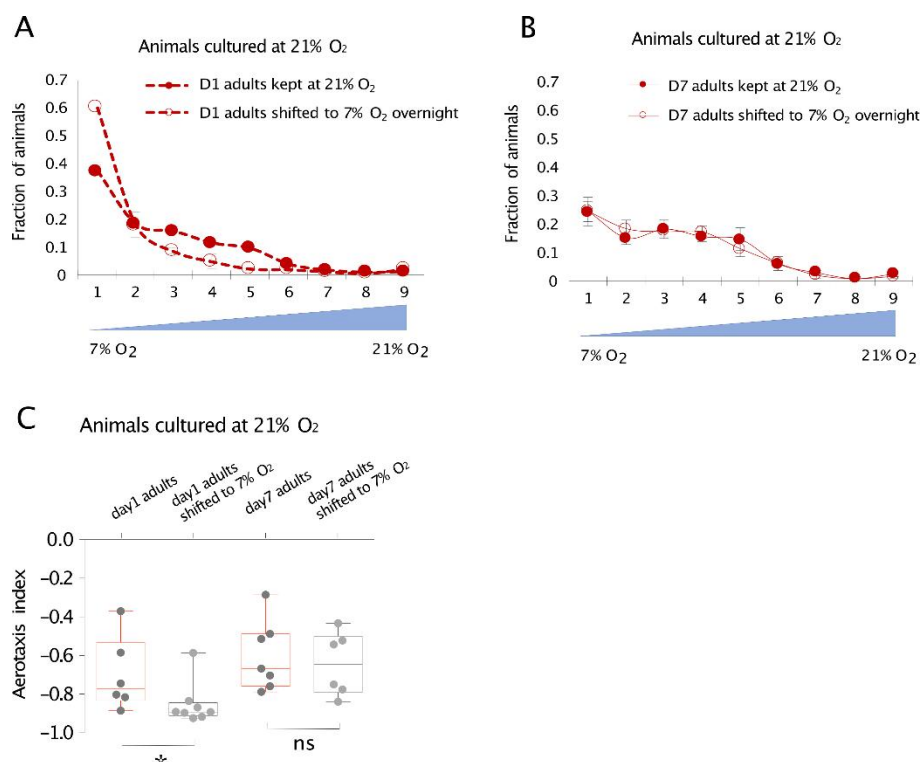 A
Animals cultured at 21% O₂
D1 adults kept at 21% O₂
D1 adults shifted to 7% O₂ overnight
Fraction of animals
0.7
0.6
0.5
0.4
0.3
0.2
0.1
0
1 2 3 4 5 6 7 8 9
7% O₂ 21% O₂
B
Animals cultured at 21% O₂
D7 adults kept at 21% O₂
D7 adults shifted to 7% O₂ overnight
Fraction of animals
0.7
0.6
0.5
0.4
0.3
0.2
0.1
0
1 2 3 4 5 6 7 8 9
7% O₂ 21% O₂
C
Animals cultured at 21% O₂
day1 adults
day1 adults
shifted to 7% O₂
day7 adults
day7 adults
shifted to 7% O₂
Aerotaxis index
0.0
−0.2
−0.4
−0.6
−0.8
−1.0
*
ns